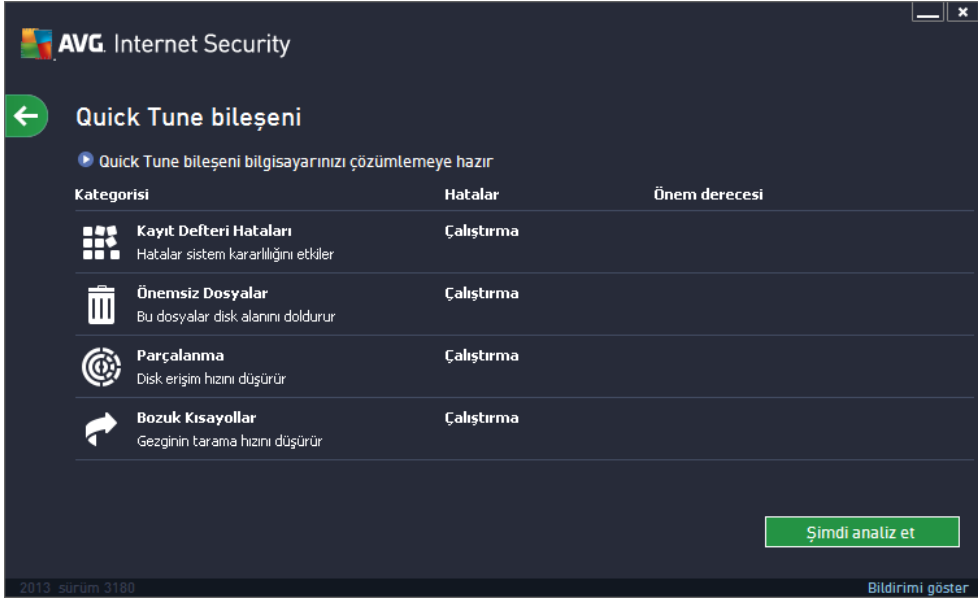 AVG. Internet Security
Quick Tune bileşeni
Quick Tune bileşeni bilgisayarınızı çözümlemeye hazır
Kategorisi Hatalar Önem derecesi
Kayıt Defteri Hataları Çalıştırma
Hatalar sistem kararlılığını etkiler
Önemsiz Dosyalar Çalıştırma
Bu dosyalar disk alanını doldurur
Parçalanma Çalıştırma
Disk erişim hızını düşürür
Bozuk Kısayollar Çalıştırma
Gezginin tarama hızını düşürür
Şimdi analiz et
2013 sürüm 3180 Bildirimi göster